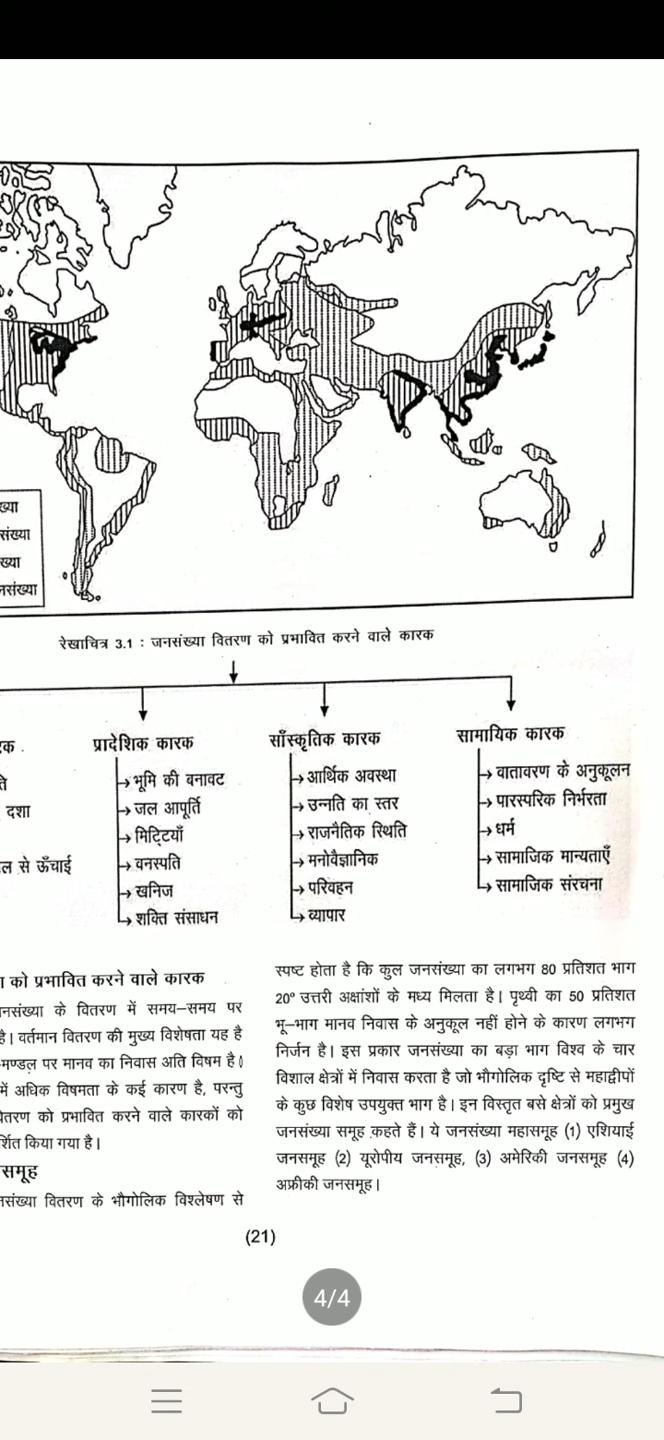 ख्या
संख्या
ख्या
नसंख्या
रेखाचित्र 3.1 : जनसंख्या वितरण को प्रभावित करने वाले कारक
रक
ति
दशा
ल से ऊँचाई
प्रादेशिक कारक
भूमि की बनावट
जल आपूर्ति
मिट्टियाँ
वनस्पति
खनिज
शक्ति संसाधन
साँस्कृतिक कारक
आर्थिक अवस्था
उन्नति का स्तर
राजनैतिक स्थिति
मनोवैज्ञानिक
परिवहन
व्यापार
सामायिक कारक
वातावरण के अनुकूलन
पारस्परिक निर्भरता
धर्म
सामाजिक मान्यताएँ
सामाजिक संरचना
को प्रभावित करने वाले कारक
नसंख्या के वितरण में समय–समय पर
है। वर्तमान वितरण की मुख्य विशेषता यह है
–मण्डल पर मानव का निवास अति विषम है।
में अधिक विषमता के कई कारण है, परन्तु
वेतरण को प्रभावित करने वाले कारकों को
र्शित किया गया है।
समूह
नसंख्या वितरण के भौगोलिक विश्लेषण से
स्पष्ट होता है कि कुल जनसंख्या का लगभग 80 प्रतिशत भाग
20º उत्तरी अक्षांशों के मध्य मिलता है। पृथ्वी का 50 प्रतिशत
भू–भाग मानव निवास के अनुकूल नहीं होने के कारण लगभग
निर्जन है। इस प्रकार जनसंख्या का बड़ा भाग विश्व के चार
विशाल क्षेत्रों में निवास करता है जो भौगोलिक दृष्टि से महाद्वीपों
के कुछ विशेष उपयुक्त भाग है। इन विस्तृत बसे क्षेत्रों को प्रमुख
जनसंख्या समूह कहते हैं। ये जनसंख्या महासमूह (1) एशियाई
जनसमूह (2) यूरोपीय जनसमूह, (3) अमेरिकी जनसमूह (4)
अफ्रीकी जनसमूह।
(21)
4/4